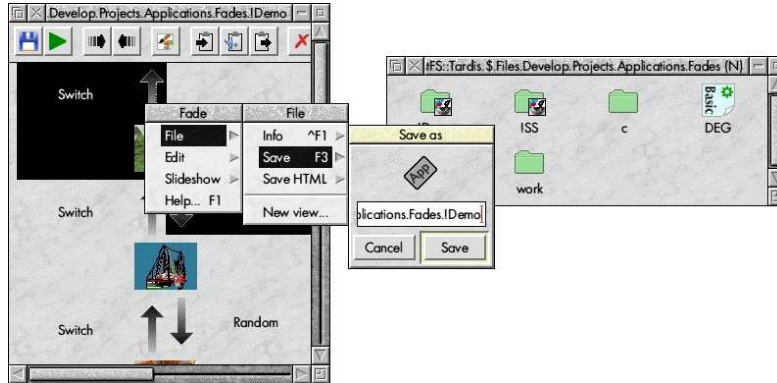 .Develop.Projects.Applications.Fades.!Demo
Switch
Fade
File
Edit
Slideshow
Help... F1
File
Info ^F1
Save F3
Save HTML
New view...
Save as
App
plications.Fades.!Demo
Cancel
Save
Switch
Switch
Random
HFS::Tardis.$.Files.Develop.Projects.Applications.Fades (N)
ISS
c
Basic
DEG
work